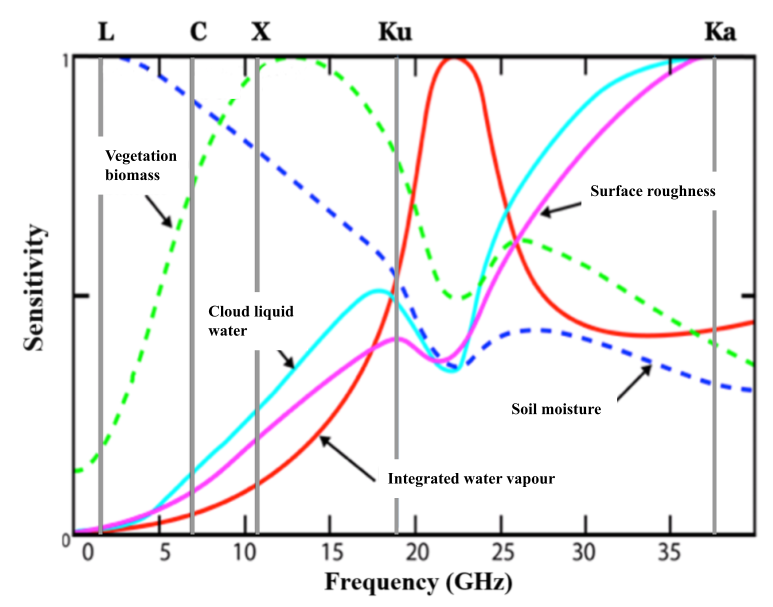 L C X Ku Ka
1
Vegetation
biomass
Surface roughness
Cloud liquid
water
Soil moisture
Integrated water vapour
Sensitivity
0
0 5 10 15 20 25 30 35
Frequency (GHz)